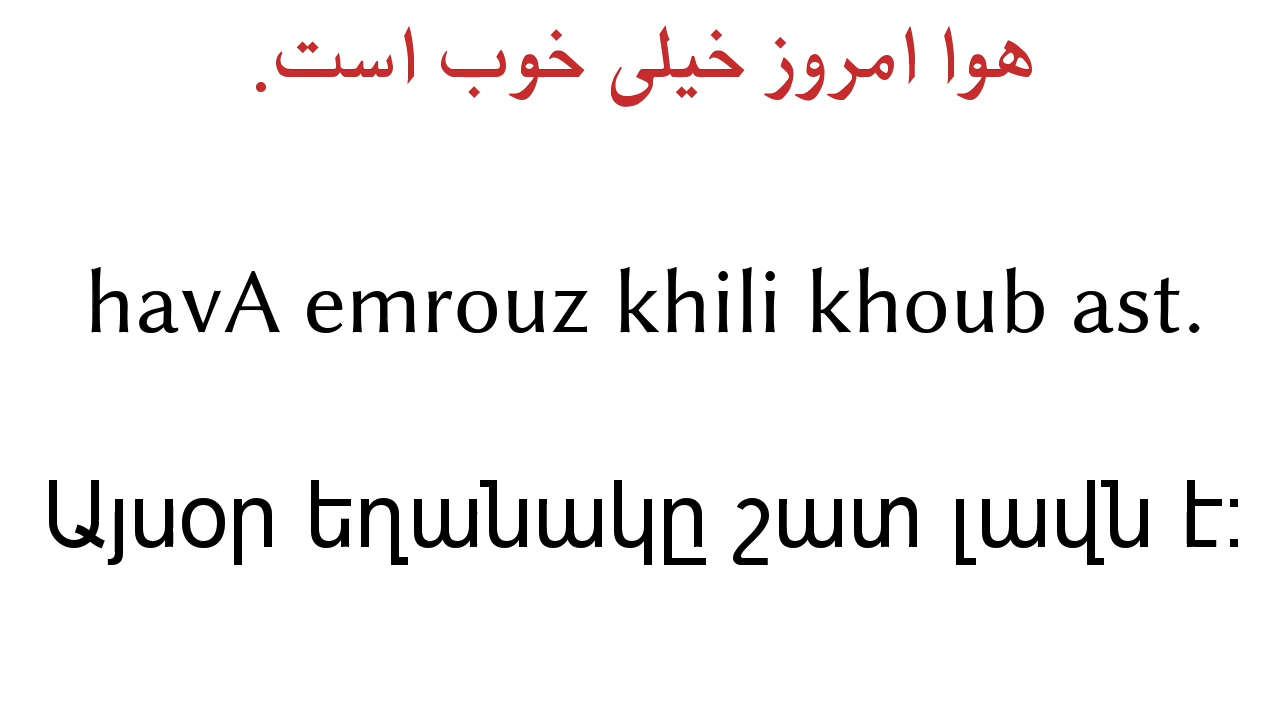 هوا امروز خیلی خوب است.
havA emrouz khili khoub ast.
Այսօր եղանակը շատ լավն է։